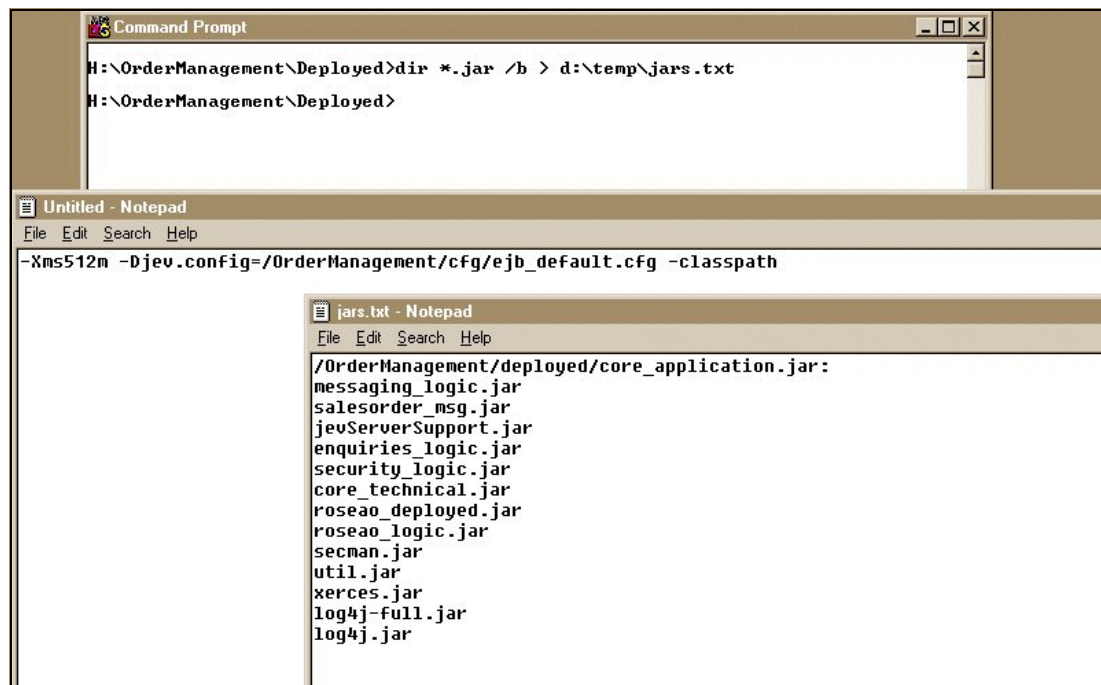 Command Prompt
H:\OrderManagement\Deployed>dir *.jar /b > d:\temp\jars.txt
H:\OrderManagement\Deployed>
Untitled - Notepad
File Edit Search Help
-Xms512m -Djev.config=/OrderManagement/cfg/ejb_default.cfg -classpath
jars.txt - Notepad
File Edit Search Help
/OrderManagement/deployed/core_application.jar:
messaging_logic.jar
salesorder_msg.jar
jevServerSupport.jar
enquiries_logic.jar
security_logic.jar
core_technical.jar
roseao_deployed.jar
roseao_logic.jar
secman.jar
util.jar
xerces.jar
log4j-full.jar
log4j.jar